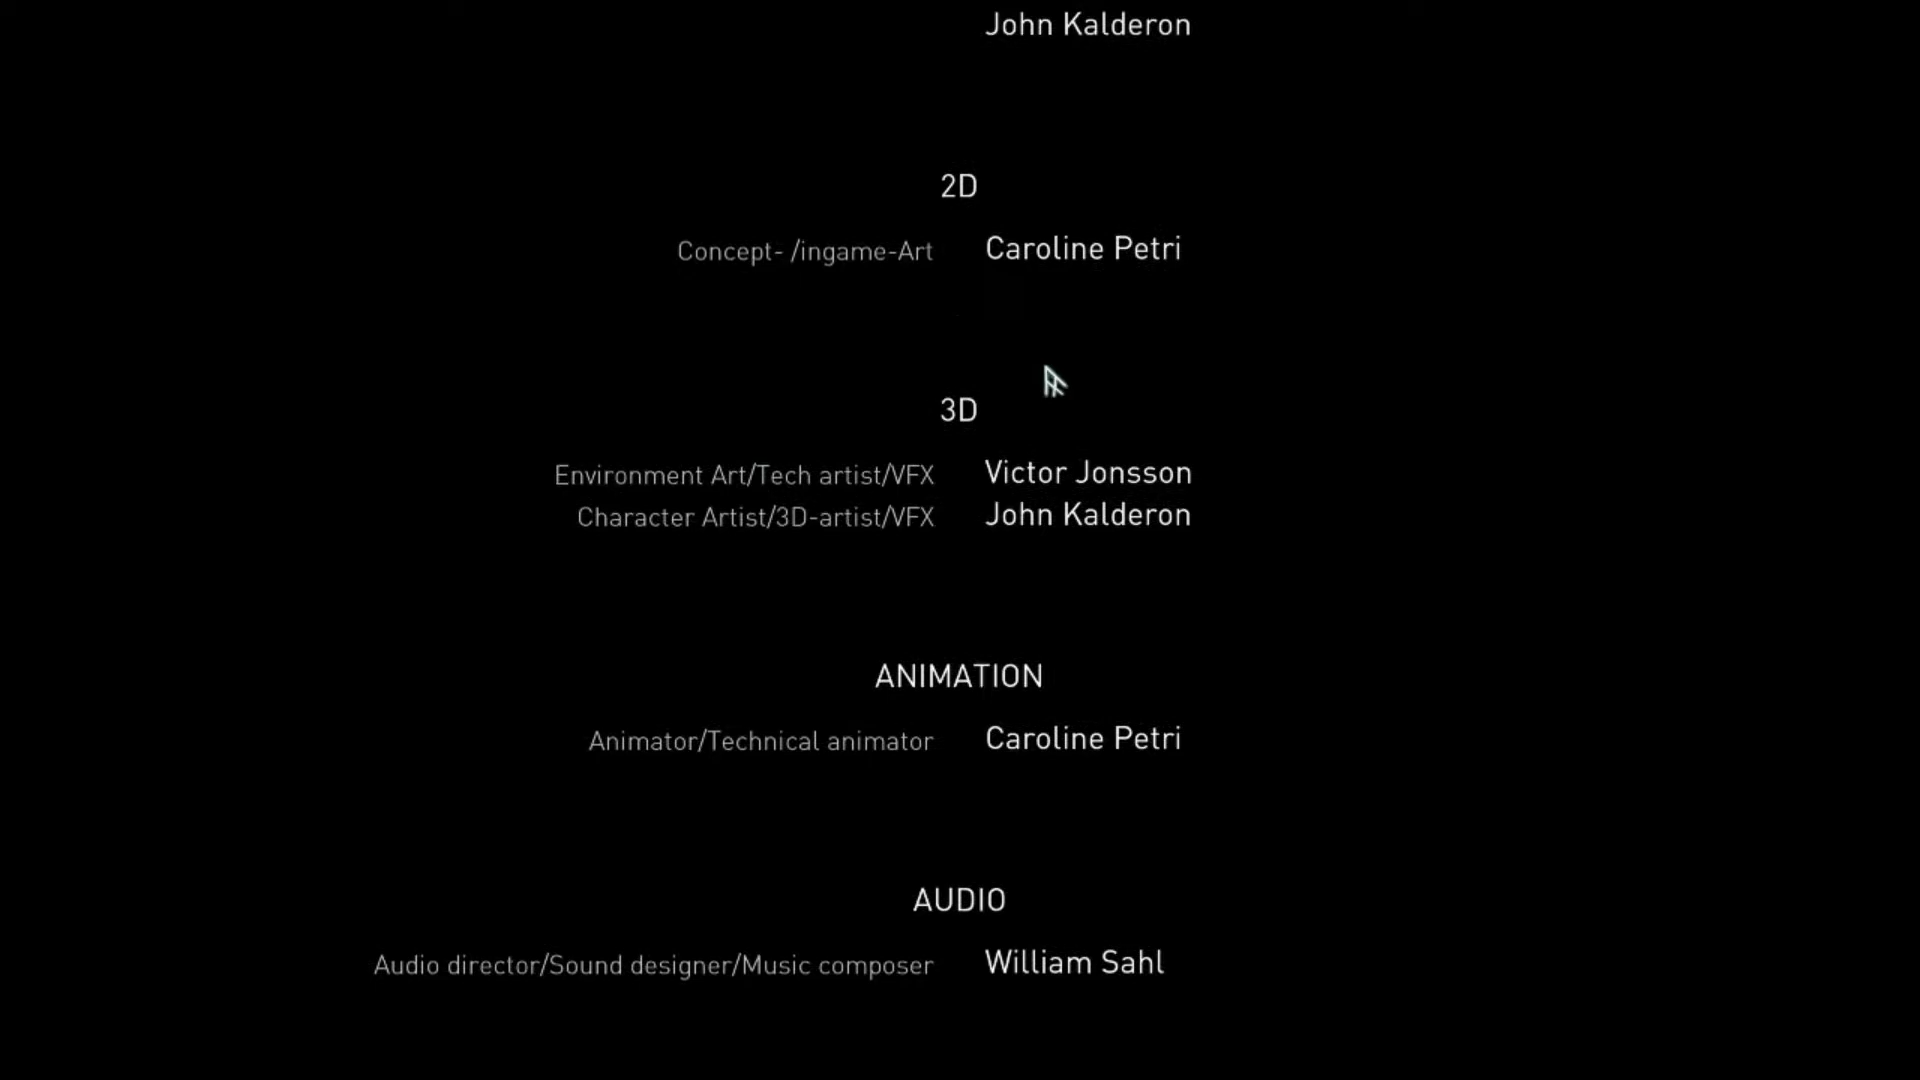 John Kalderon
2D
Concept- /ingame-Art Caroline Petri
3D
Environment Art/Tech artist/VFX Victor Jonsson
Character Artist/3D-artist/VFX John Kalderon
ANIMATION
Animator/Technical animator Caroline Petri
AUDIO
Audio director/Sound designer/Music composer William Sahl